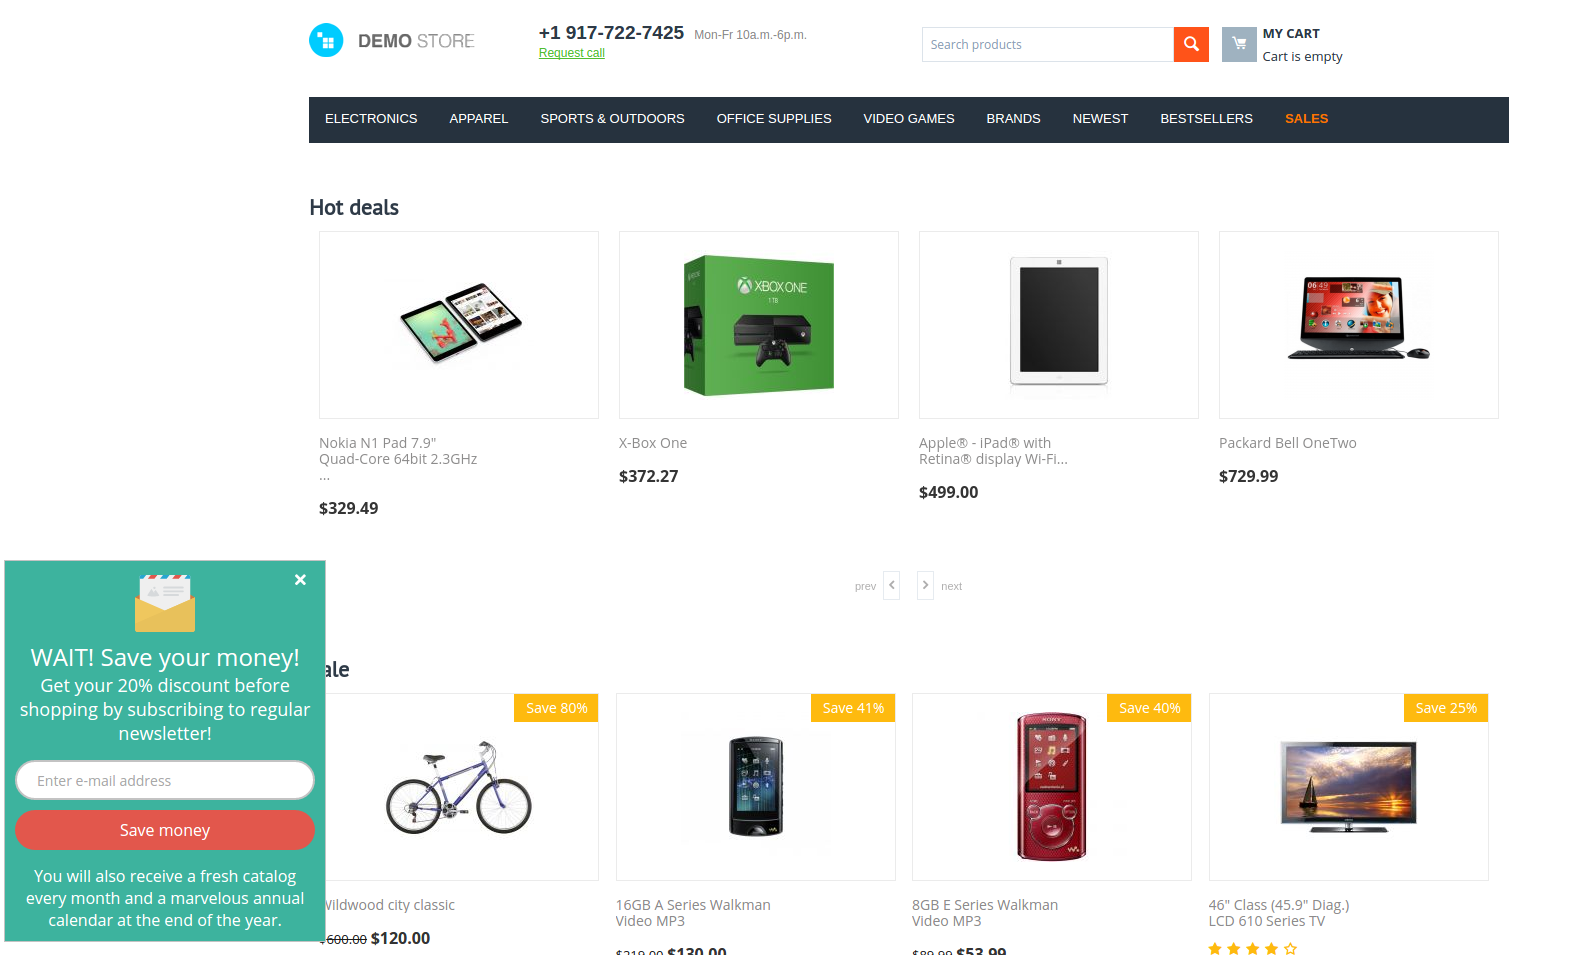 DEMO STORE
+1 917-722-7425 Mon-Fr 10a.m.-6p.m.
Request call
Search products
MY CART
Cart is empty
ELECTRONICS APPAREL SPORTS & OUTDOORS OFFICE SUPPLIES VIDEO GAMES BRANDS NEWEST BESTSELLERS SALES
Hot deals
XBOX ONE
1TB
06:49
Nokia N1 Pad 7.9"
Quad-Core 64bit 2.3GHz
...
$329.49
X-Box One
$372.27
Apple® - iPad® with
Retina® display Wi-Fi...
$499.00
Packard Bell OneTwo
$729.99
prev next
WAIT! Save your money!
Get your 20% discount before
shopping by subscribing to regular
newsletter!
Enter e-mail address
Save money
You will also receive a fresh catalog
every month and a marvelous annual
calendar at the end of the year.
ale
Save 80%
Save 41%
Save 40%
Save 25%
SONY
Wildwood city classic
$600.00 $120.00
16GB A Series Walkman
Video MP3
$219.00 $130.00
8GB E Series Walkman
Video MP3
$89.99 $53.99
46" Class (45.9" Diag.)
LCD 610 Series TV